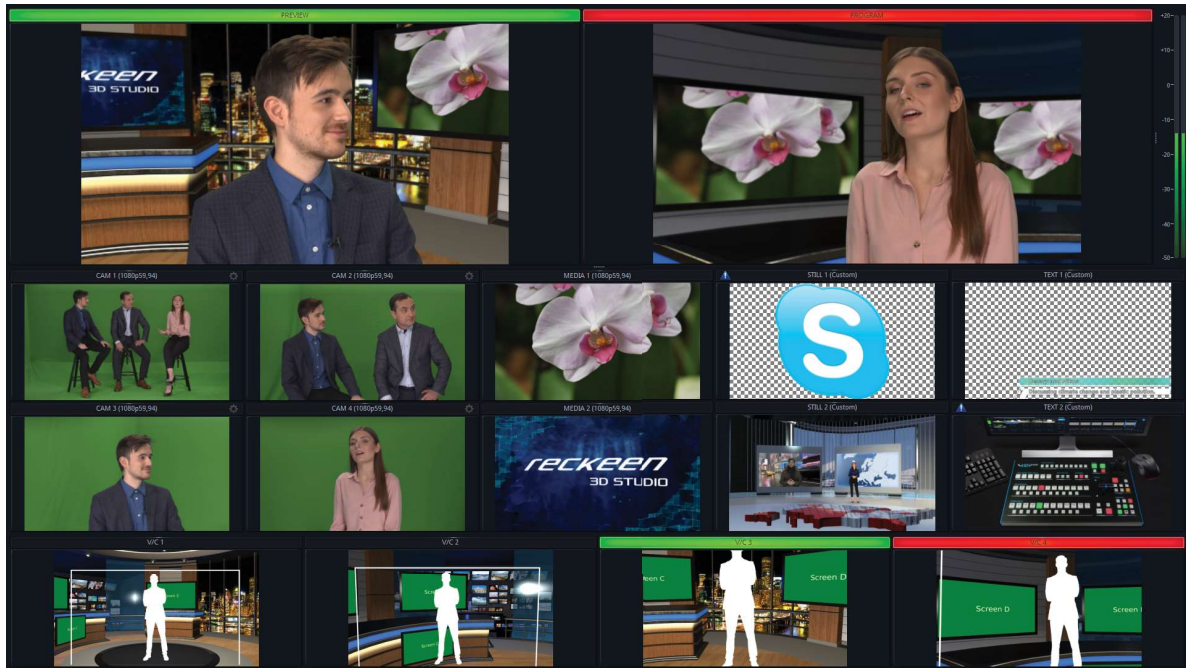 PREVIEW
PROGRAM
KEEN
3D STUDIO
+20
+10
0
-10
-20
-30
-40
-50
CAM 1 (1080p59,94)
CAM 2 (1080p59,94)
MEDIA 1 (1080p59,94)
STILL 1 (Custom)
TEXT 1 (Custom)
S
CAM 3 (1080p59,94)
CAM 4 (1080p59,94)
MEDIA 2 (1080p59,94)
STILL 2 (Custom)
TEXT 2 (Custom)
reckeen
3D STUDIO
V/C 1
V/C 2
V/C 3
V/C 4
een C
Screen D
Screen D
Screen